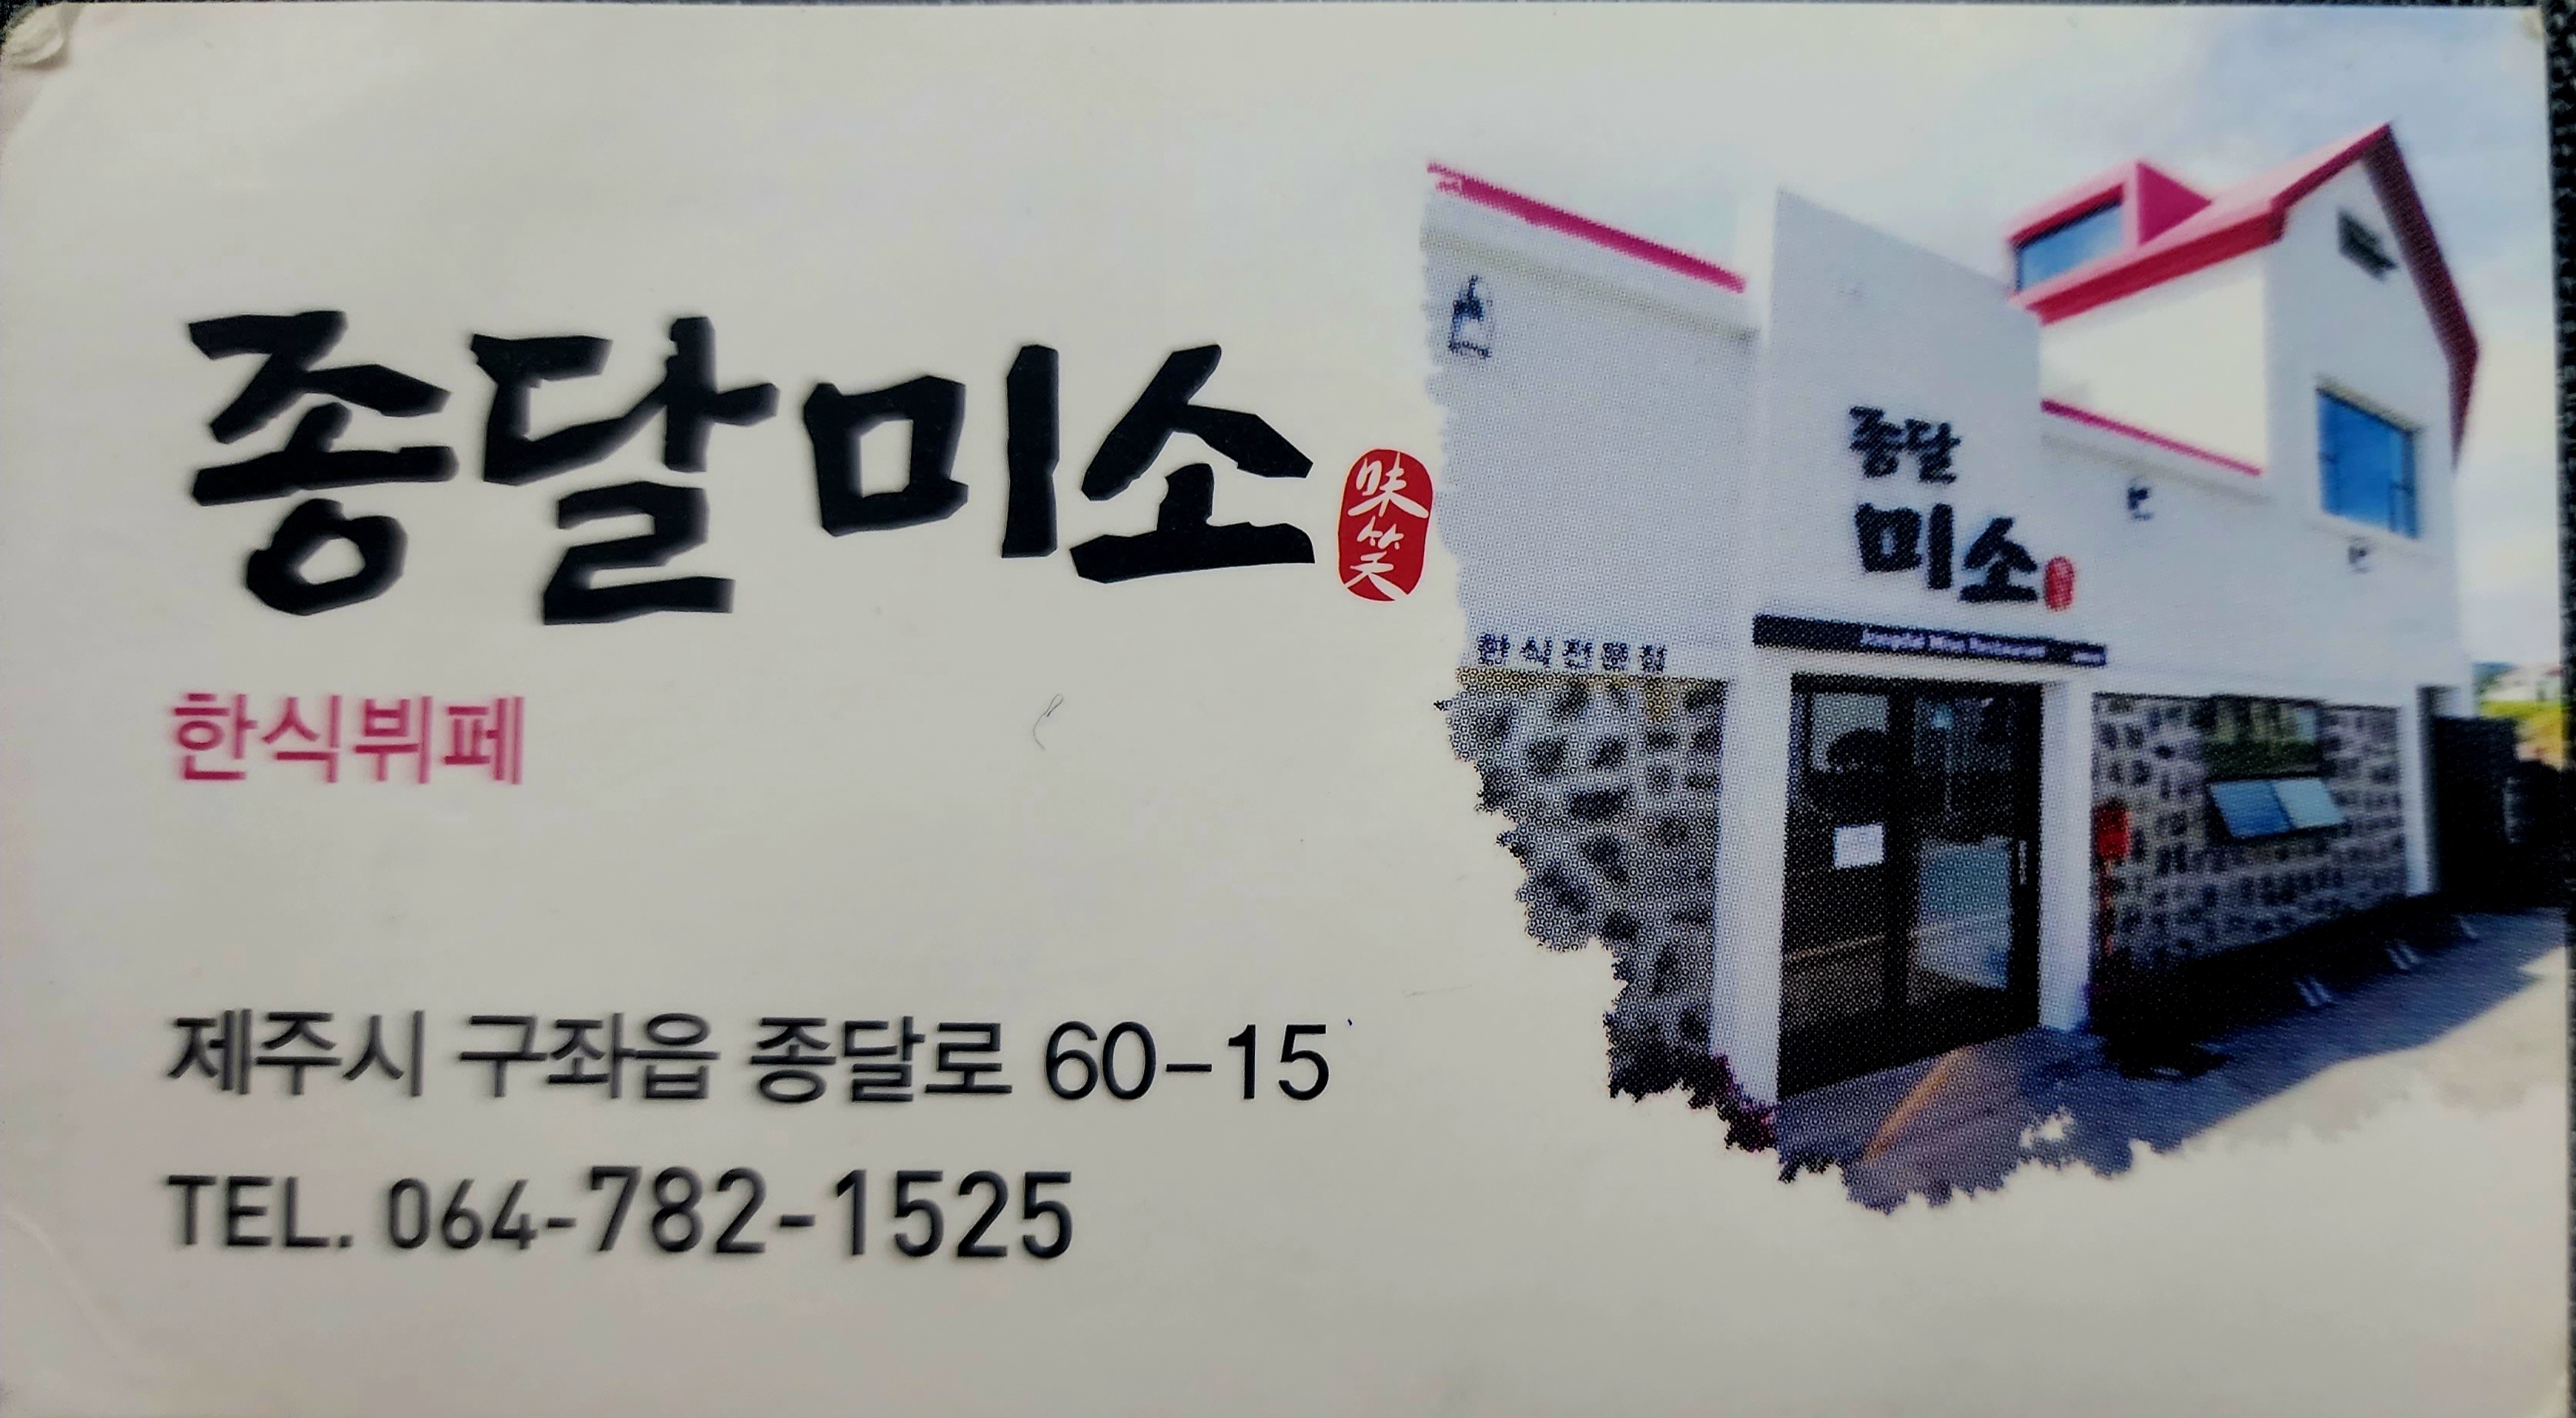 종달미소
味笑
한식뷔페
제주시 구좌읍 종달로 60-15
TEL. 064-782-1525
종달
미소
한식전문점